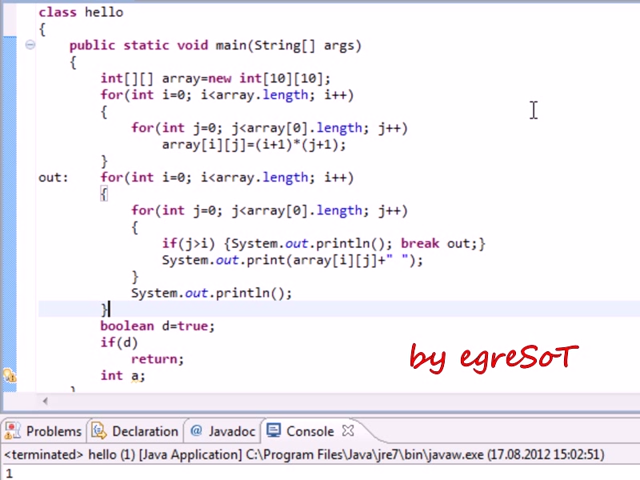 class hello
{
public static void main(String[] args)
{
int[][] array=new int[10][10];
for(int i=0; i<array.length; i++)
{
for(int j=0; j<array[0].length; j++)
array[i][j]=(i+1)*(j+1);
}
out: for(int i=0; i<array.length; i++)
{
for(int j=0; j<array[0].length; j++)
{
if(j>i) {System.out.println(); break out;}
System.out.print(array[i][j]+" ");
}
System.out.println();
}
boolean d=true;
if(d)
return;
int a;
by egreSoT
Problems Declaration @ Javadoc Console
<terminated> hello (1) [Java Application] C:\Program Files\Java\jre7\bin\javaw.exe (17.08.2012 15:02:51)
1